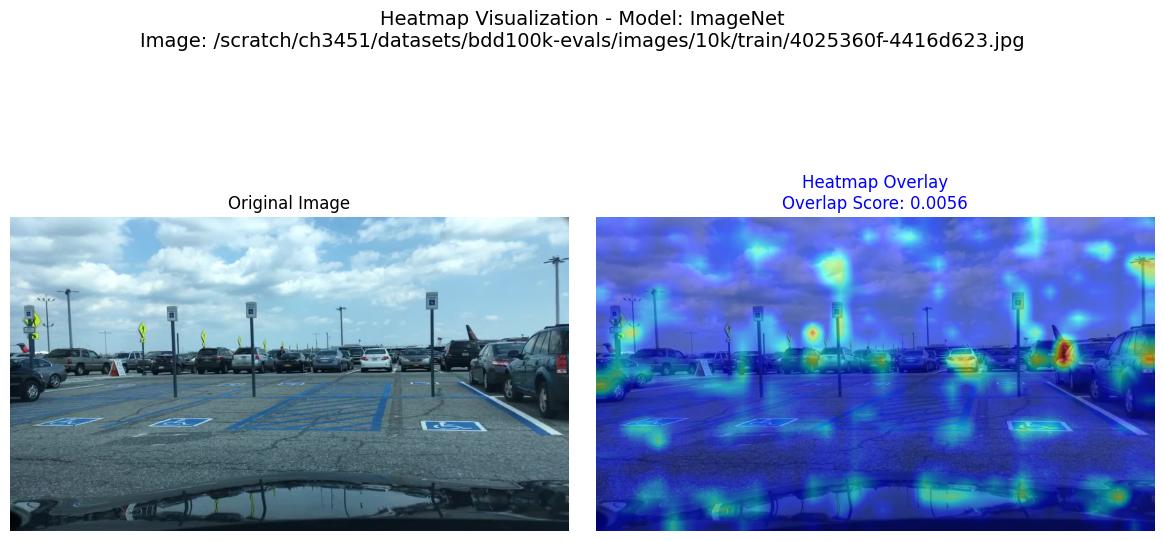 Heatmap Visualization - Model: ImageNet
Image: /scratch/ch3451/datasets/bdd100k-evals/images/10k/train/4025360f-4416d623.jpg
Original Image
Heatmap Overlay
Overlap Score: 0.0056